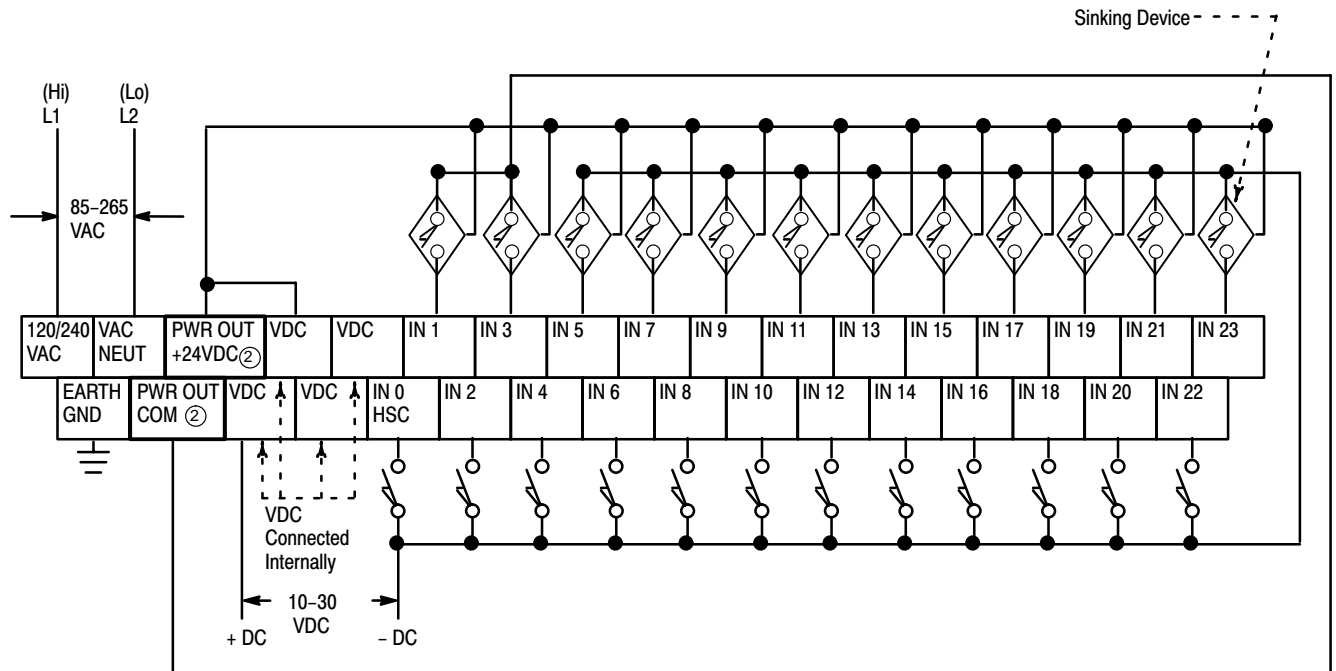 Sinking Device
(Hi)
L1
(Lo)
L2
85–265
VAC
120/240
VAC
VAC
NEUT
PWR OUT
+24VDC②
VDC
VDC
IN 1
IN 3
IN 5
IN 7
IN 9
IN 11
IN 13
IN 15
IN 17
IN 19
IN 21
IN 23
EARTH
GND
PWR OUT
COM ②
VDC
VDC
IN 0
HSC
IN 2
IN 4
IN 6
IN 8
IN 10
IN 12
IN 14
IN 16
IN 18
IN 20
IN 22
VDC
Connected
Internally
10–30
VDC
+ DC
– DC